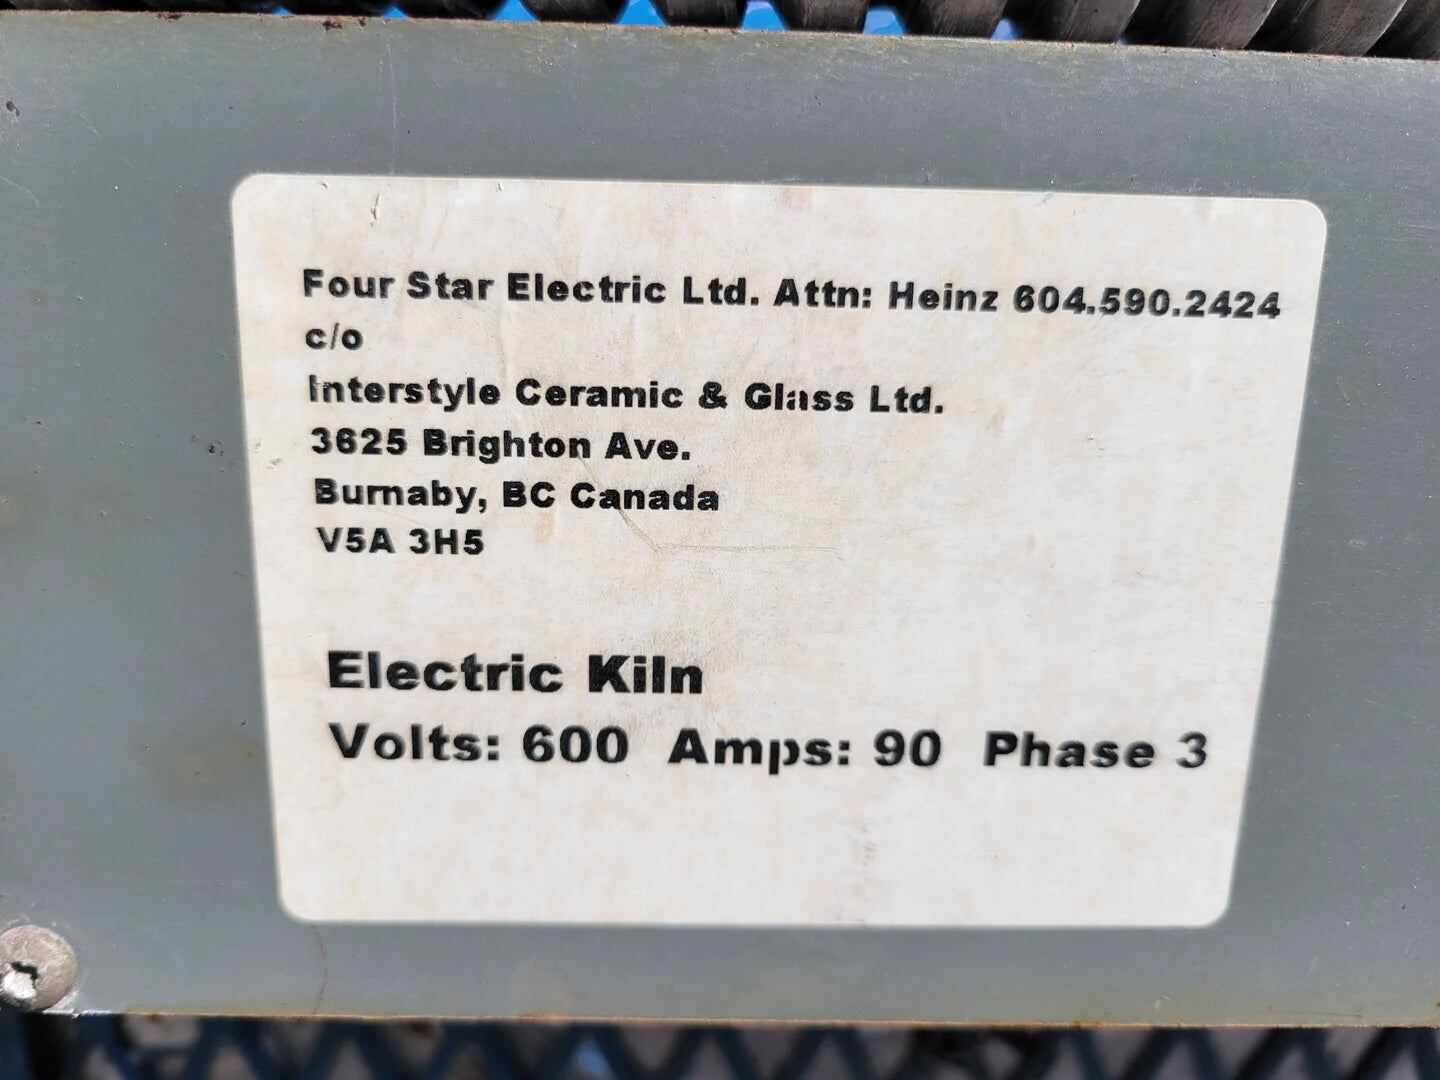 Four Star Electric Ltd. Attn: Heinz 604.590.2424
c/o
Interstyle Ceramic & Glass Ltd.
3625 Brighton Ave.
Burnaby, BC Canada
V5A 3H5
Electric Kiln
Volts: 600 Amps: 90 Phase 3